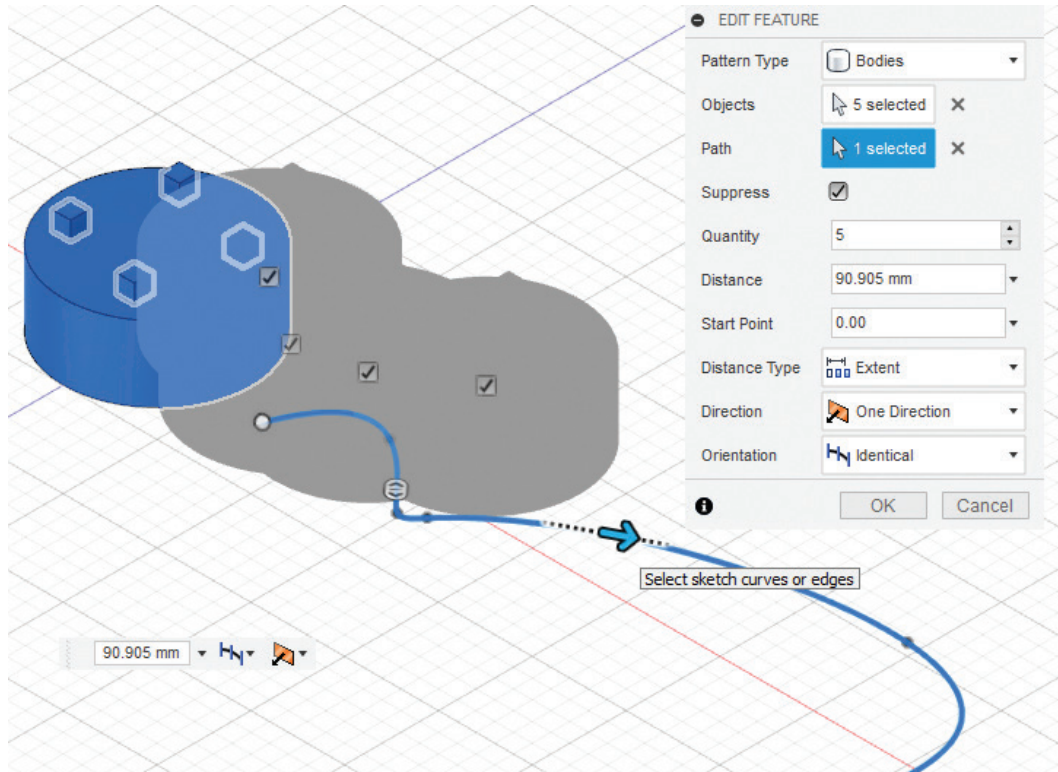 EDIT FEATURE
Pattern Type Bodies
Objects 5 selected
Path 1 selected
Suppress
Quantity 5
Distance 90.905 mm
Start Point 0.00
Distance Type Extent
Direction One Direction
Orientation Identical
OK Cancel
Select sketch curves or edges
90.905 mm